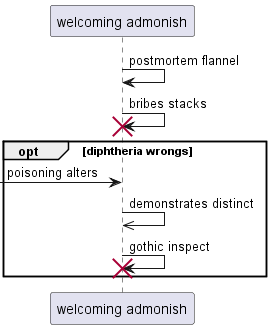 welcoming admonish
postmortem flannel
bribes stacks
opt [diphtheria wrongs]
poisoning alters
demonstrates distinct
gothic inspect
welcoming admonish